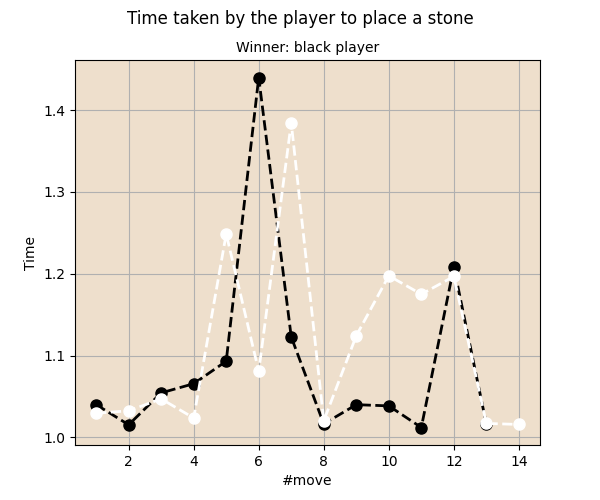 Time taken by the player to place a stone
Winner: black player
Time
1.4
1.3
1.2
1.1
1.0
2 4 6 8 10 12 14
#move